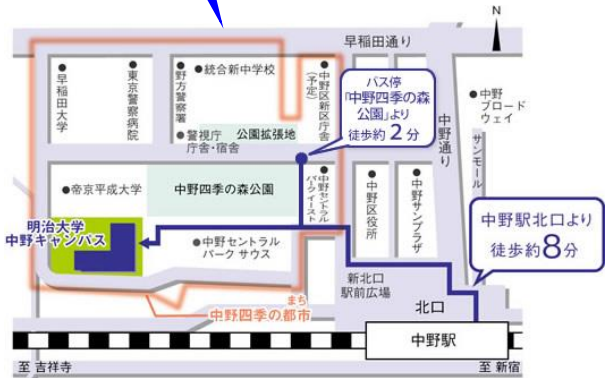 早稲田通り
N
●早稲田大学
●東京警察病院
●野方警察署
●統合新中学校
●警視庁
庁舎・宿舎
公園拡張地
●中野区新区庁舎
(予定)
バス停
「中野四季の森
公園」より
徒歩約2分
中野通り
●中野
ブロード
ウェイ
サンモール
●帝京平成大学
中野四季の森公園
●中野セントラル
パークイースト
●中野区役所
●中野サンプラザ
明治大学
中野キャンパス
●中野セントラル
パーク サウス
中野駅北口より
徒歩約8分
新北口
駅前広場
北口
まち
中野四季の都市
中野駅
至 吉祥寺
至 新宿